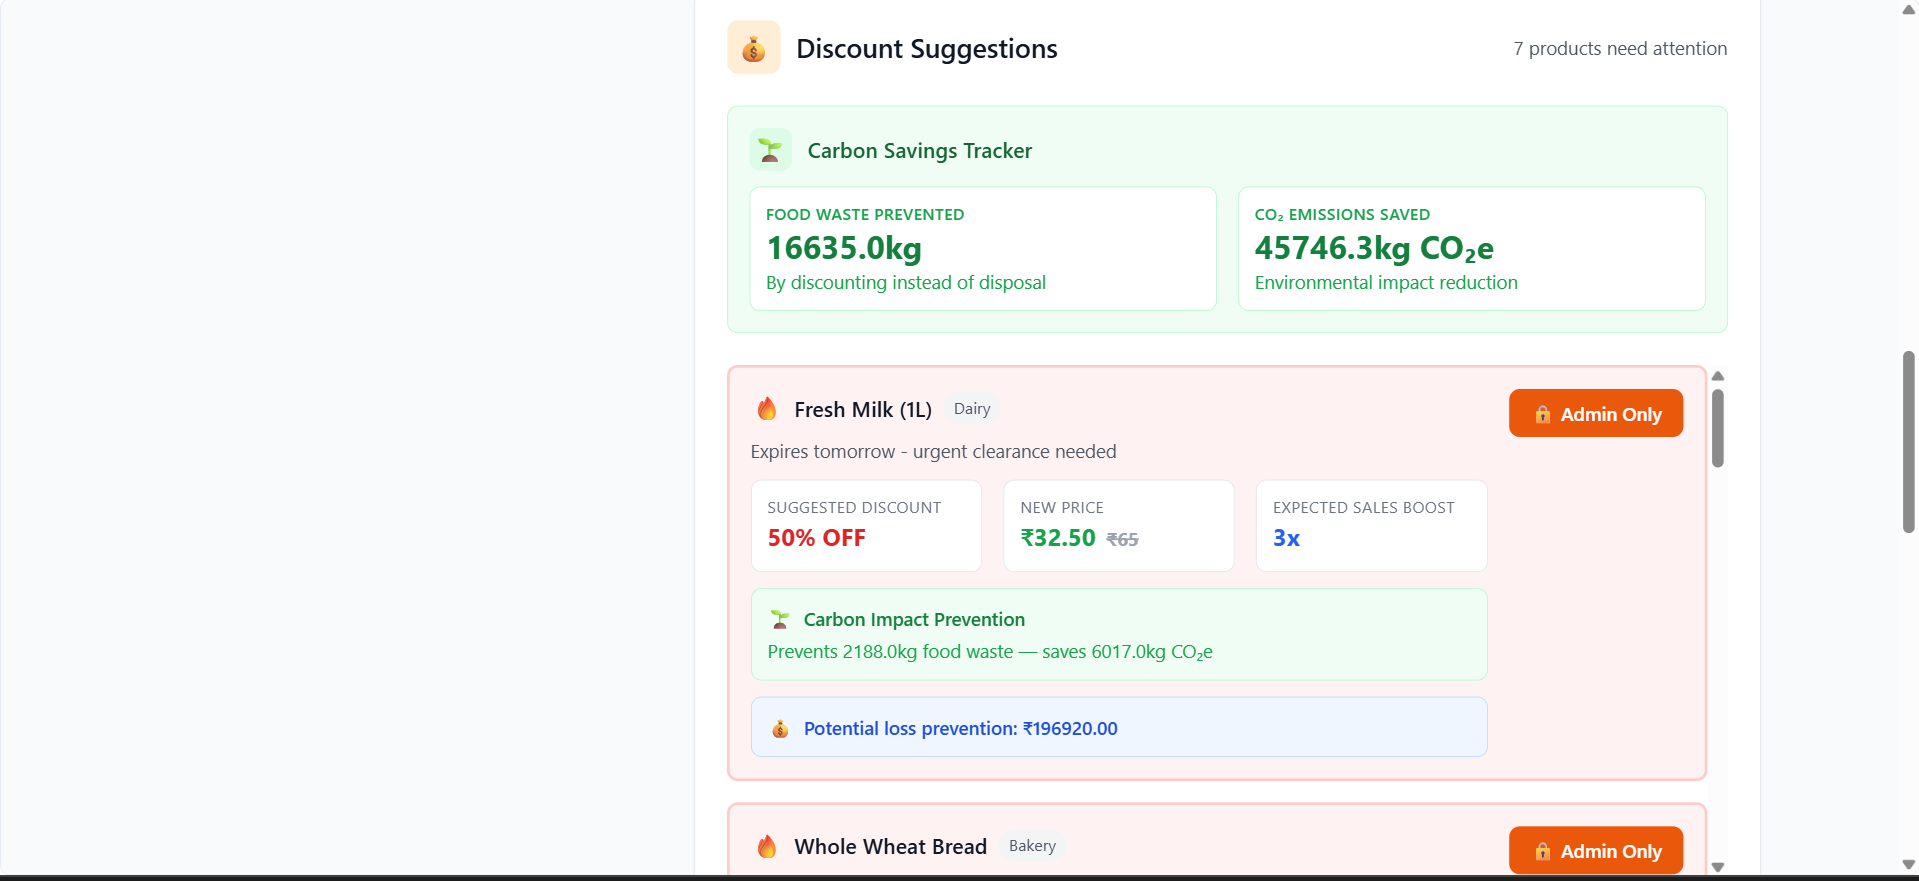 Discount Suggestions
7 products need attention
Carbon Savings Tracker
FOOD WASTE PREVENTED
16635.0kg
By discounting instead of disposal
CO₂ EMISSIONS SAVED
45746.3kg CO₂e
Environmental impact reduction
Fresh Milk (1L) Dairy
Admin Only
Expires tomorrow - urgent clearance needed
SUGGESTED DISCOUNT
50% OFF
NEW PRICE
₹32.50 ₹65
EXPECTED SALES BOOST
3x
Carbon Impact Prevention
Prevents 2188.0kg food waste — saves 6017.0kg CO₂e
Potential loss prevention: ₹196920.00
Whole Wheat Bread Bakery
Admin Only